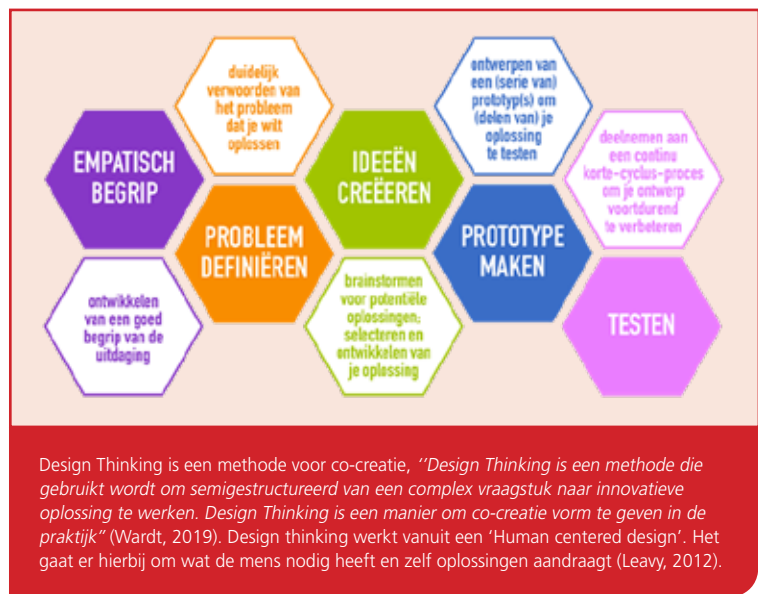 EMPATISCH
BEGRIP
ontwikkelen
van een goed
begrip van de
uitdaging
duidelijk
verwoorden van
het probleem
dat je wilt
oplossen
PROBLEEM
DEFINIËREN
IDEEËN
CREËEREN
brainstormen
voor potentiële
oplossingen;
selecteren en
ontwikkelen van
je oplossing
ontwerpen van
een (serie van)
prototyp(s) om
(delen van) je
oplossing
te testen
PROTOTYPE
MAKEN
deelnemen aan
een continu
korte-cyclus-proces
om je ontwerp
voortdurend
te verbeteren
TESTEN
Design Thinking is een methode voor co-creatie, ‘‘Design Thinking is een methode die
gebruikt wordt om semigestructureerd van een complex vraagstuk naar innovatieve
oplossing te werken. Design Thinking is een manier om co-creatie vorm te geven in de
praktijk” (Wardt, 2019). Design thinking werkt vanuit een ‘Human centered design’. Het
gaat er hierbij om wat de mens nodig heeft en zelf oplossingen aandraagt (Leavy, 2012).